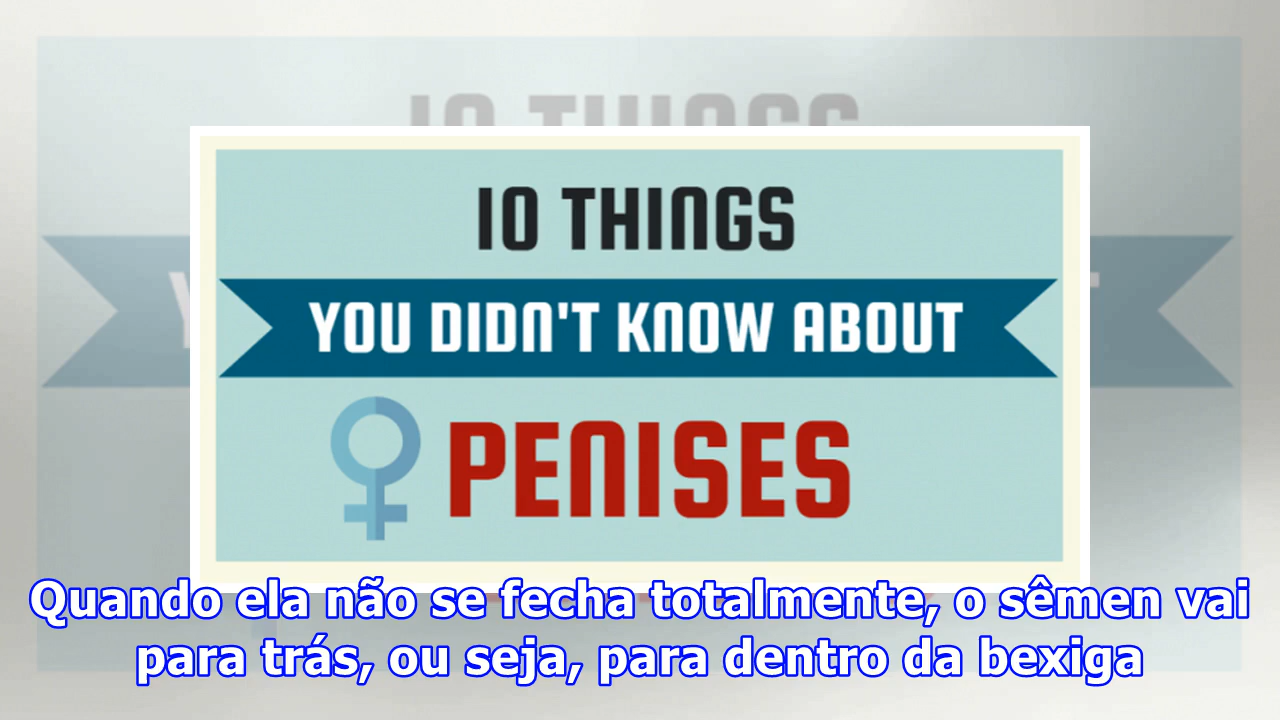 10 THINGS
YOU DIDN'T KNOW ABOUT
PENISES
Quando ela não se fecha totalmente, o sêmen vai
para trás, ou seja, para dentro da bexiga